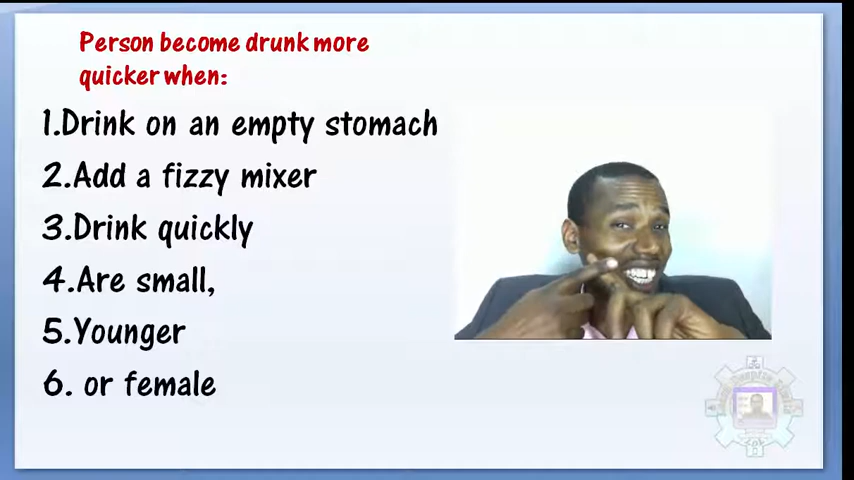 Person become drunk more
quicker when:
1.Drink on an empty stomach
2.Add a fizzy mixer
3.Drink quickly
4.Are small,
5.Younger
6. or female